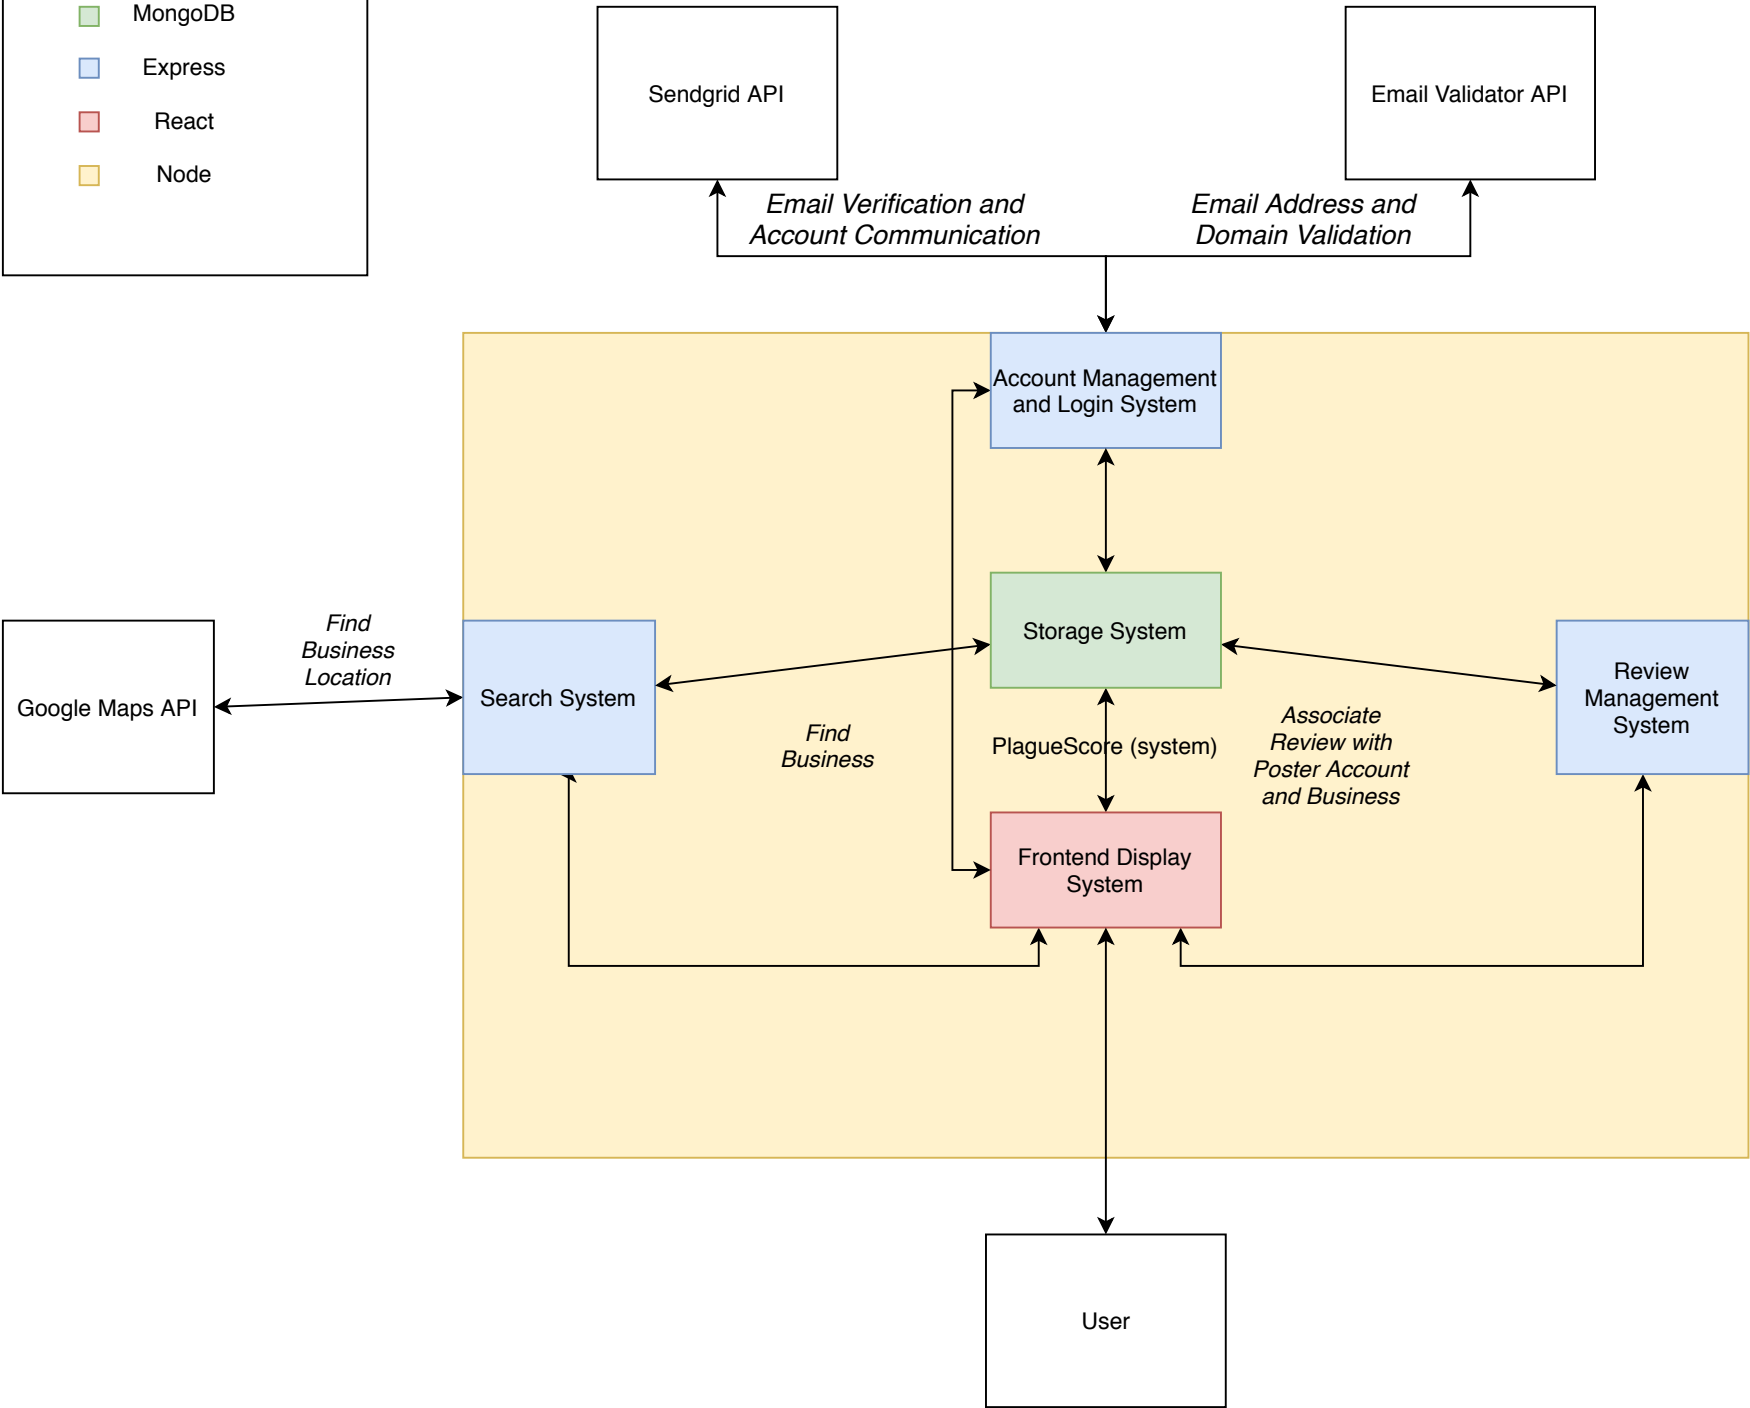 MongoDB
Express
React
Node
Sendgrid API
Email Validator API
Email Verification and
Account Communication
Email Address and
Domain Validation
Account Management
and Login System
Storage System
Find
Business
Location
Google Maps API
Search System
Review
Management
System
Find
Business
PlagueScore (system)
Associate
Review with
Poster Account
and Business
Frontend Display
System
User